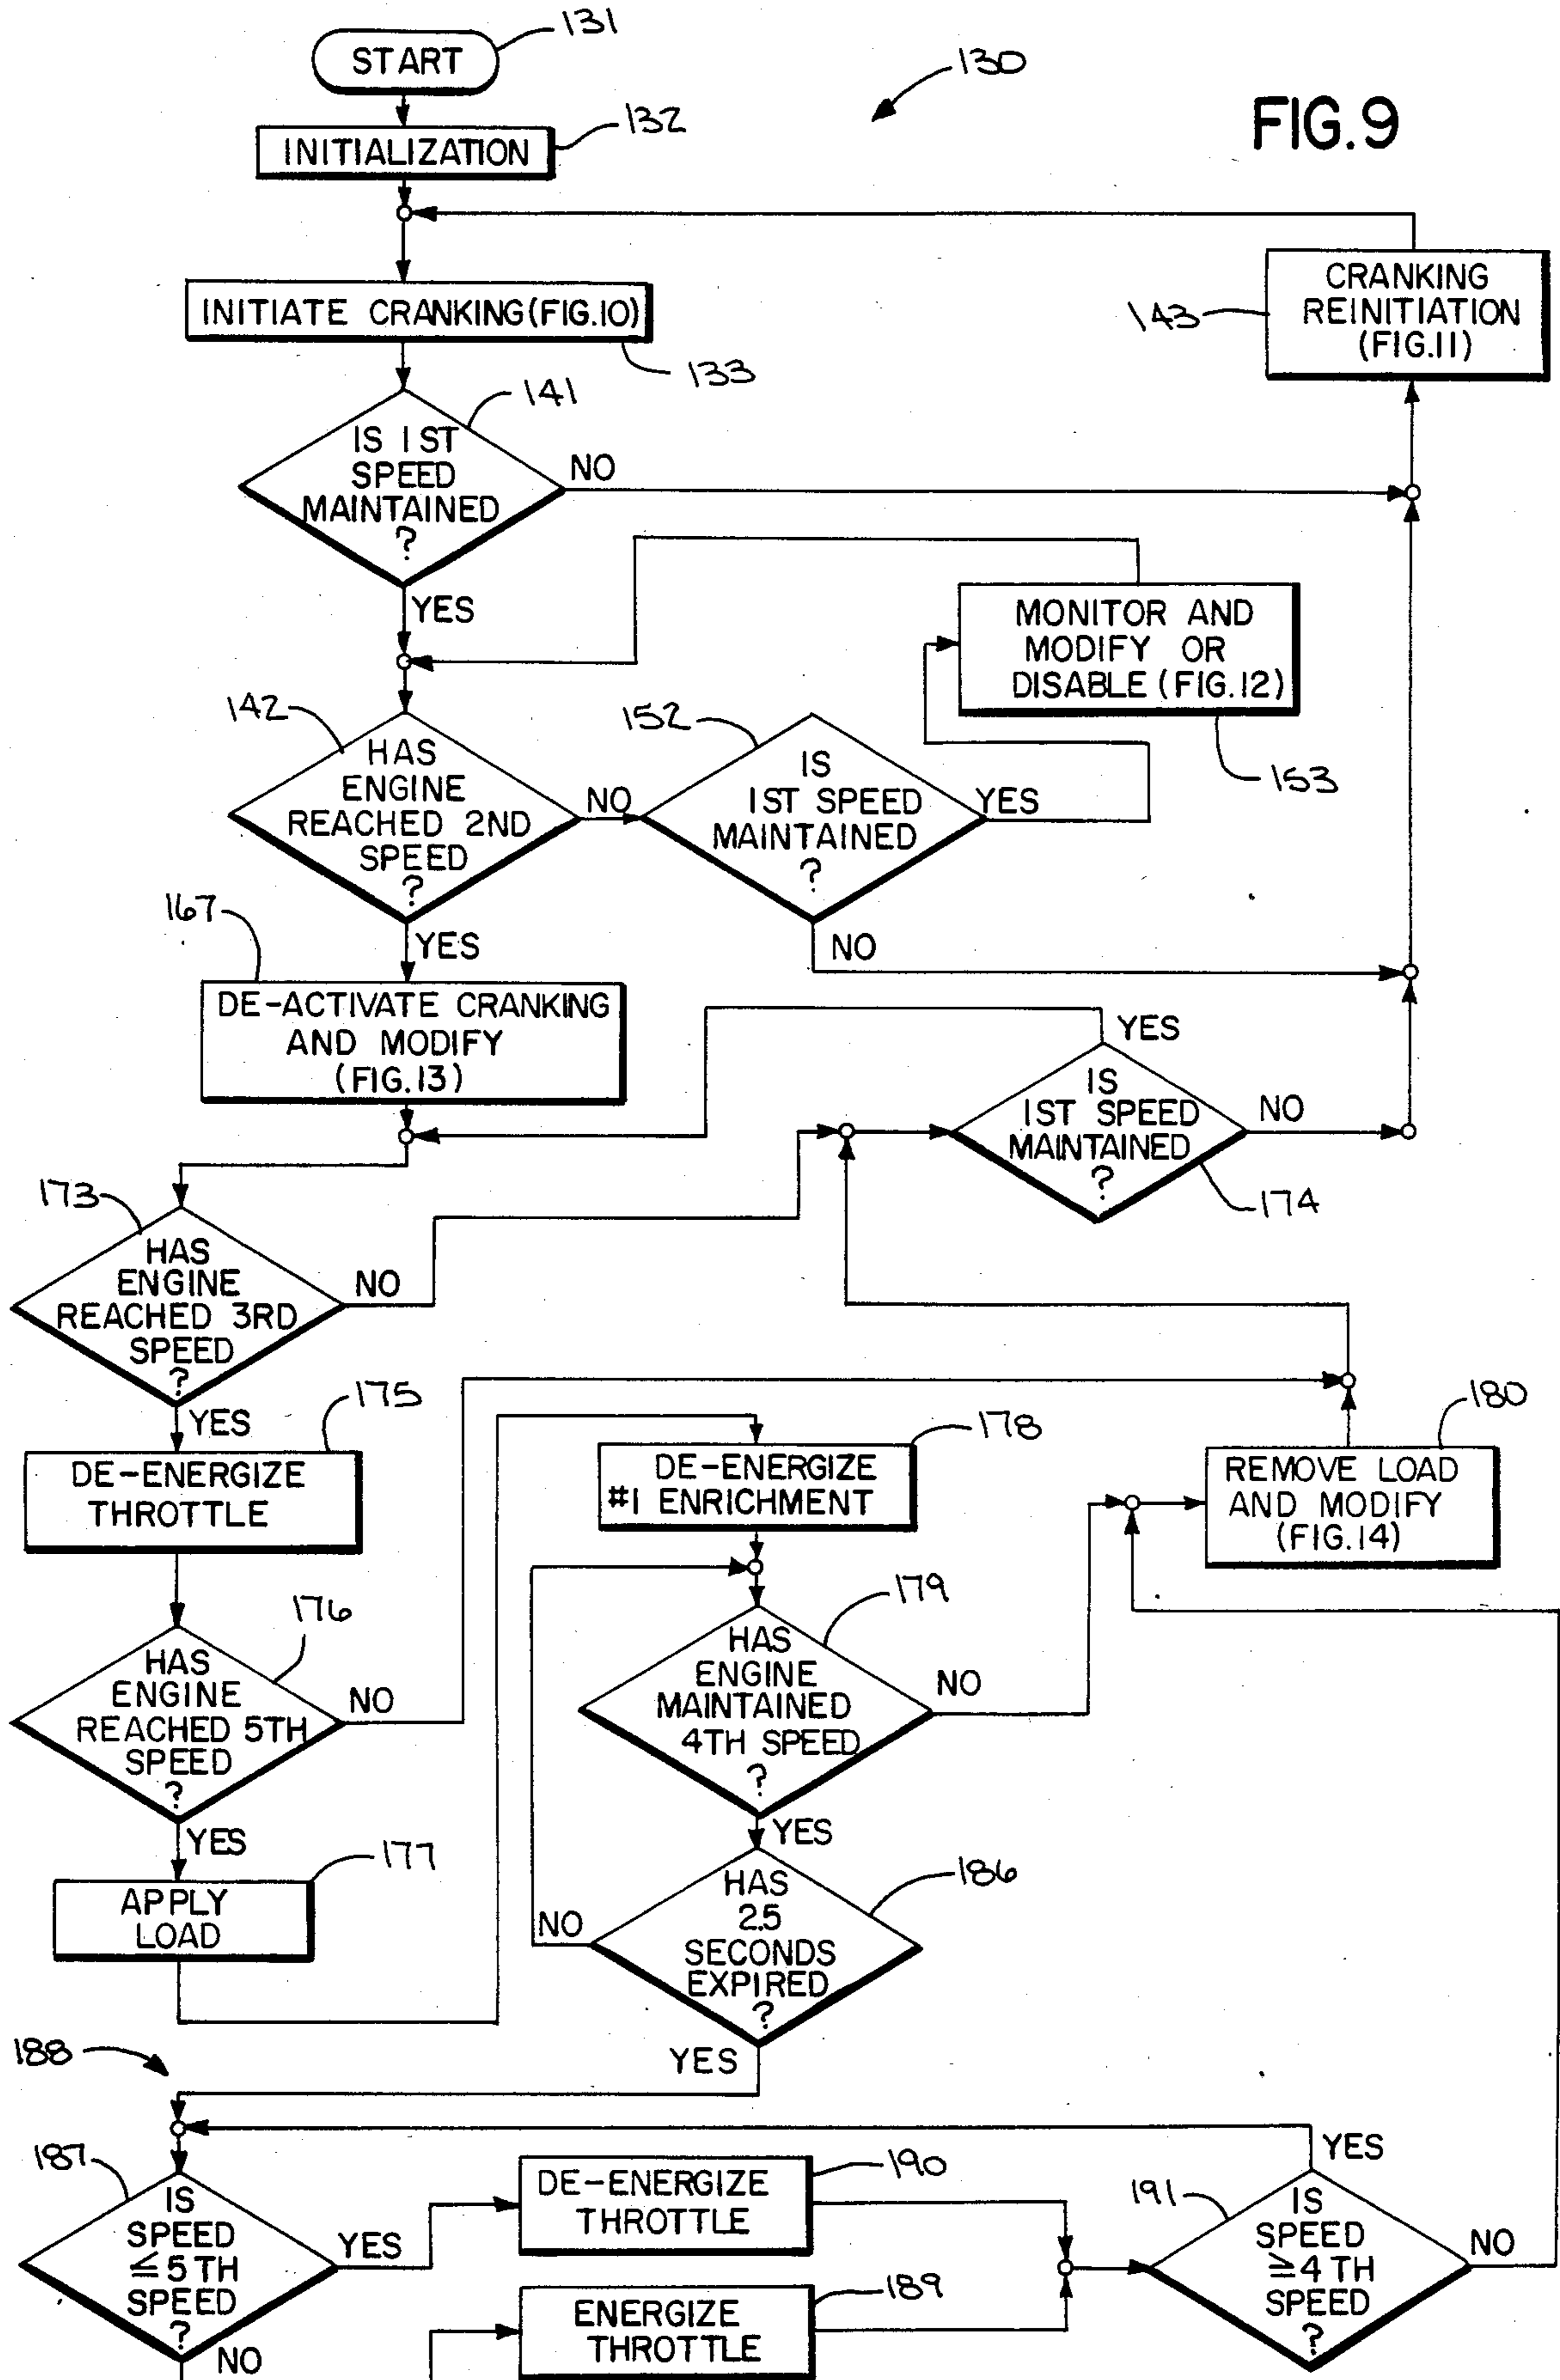 131
START
130
FIG.9
132
INITIALIZATION
INITIATE CRANKING (FIG.10)
133
CRANKING
REINITIATION
(FIG.11)
143
141
IS 1ST
SPEED
MAINTAINED
?
NO
YES
MONITOR AND
MODIFY OR
DISABLE (FIG.12)
153
142
HAS
ENGINE
REACHED 2ND
SPEED
?
NO
YES
152
IS
1ST SPEED
MAINTAINED
?
YES
NO
167
DE-ACTIVATE CRANKING
AND MODIFY
(FIG.13)
YES
IS
1ST SPEED
MAINTAINED
?
NO
174
173
HAS
ENGINE
REACHED 3RD
SPEED
?
NO
YES
175
DE-ENERGIZE
THROTTLE
178
DE-ENERGIZE
#1 ENRICHMENT
180
REMOVE LOAD
AND MODIFY
(FIG.14)
176
HAS
ENGINE
REACHED 5TH
SPEED
?
NO
YES
179
HAS
ENGINE
MAINTAINED
4TH SPEED
?
NO
YES
177
APPLY
LOAD
186
HAS
2.5
SECONDS
EXPIRED
?
NO
YES
188
187
IS
SPEED
≤5TH
SPEED
?
YES
NO
190
DE-ENERGIZE
THROTTLE
189
ENERGIZE
THROTTLE
191
YES
IS
SPEED
≥4TH
SPEED
?
NO